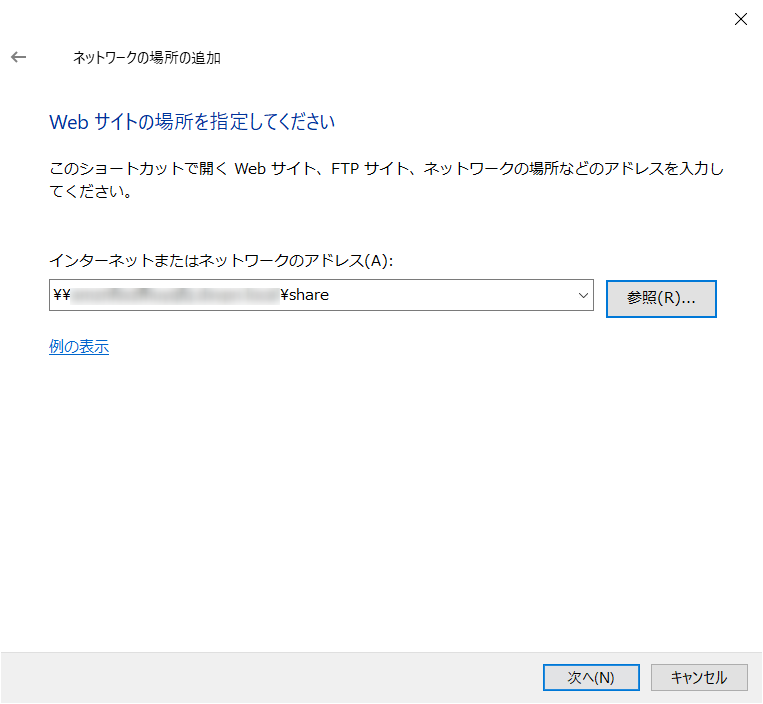 ネットワークの場所の追加
Web サイトの場所を指定してください
このショートカットで開く Web サイト、FTP サイト、ネットワークの場所などのアドレスを入力し
てください。
インターネットまたはネットワークのアドレス(A):
¥¥ ¥share
参照(R)...
例の表示
次へ(N)
キャンセル